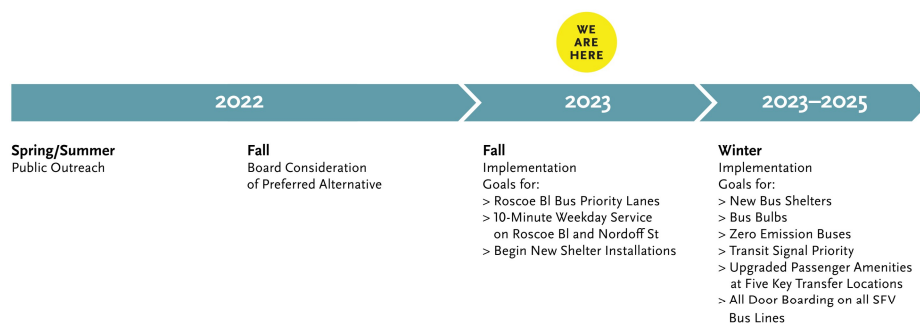 WE
ARE
HERE
2022
2023
2023–2025
Spring/Summer
Public Outreach
Fall
Board Consideration
of Preferred Alternative
Fall
Implementation
Goals for:
> Roscoe Bl Bus Priority Lanes
> 10-Minute Weekday Service
on Roscoe Bl and Nordoff St
> Begin New Shelter Installations
Winter
Implementation
Goals for:
> New Bus Shelters
> Bus Bulbs
> Zero Emission Buses
> Transit Signal Priority
> Upgraded Passenger Amenities
at Five Key Transfer Locations
> All Door Boarding on all SFV
Bus Lines